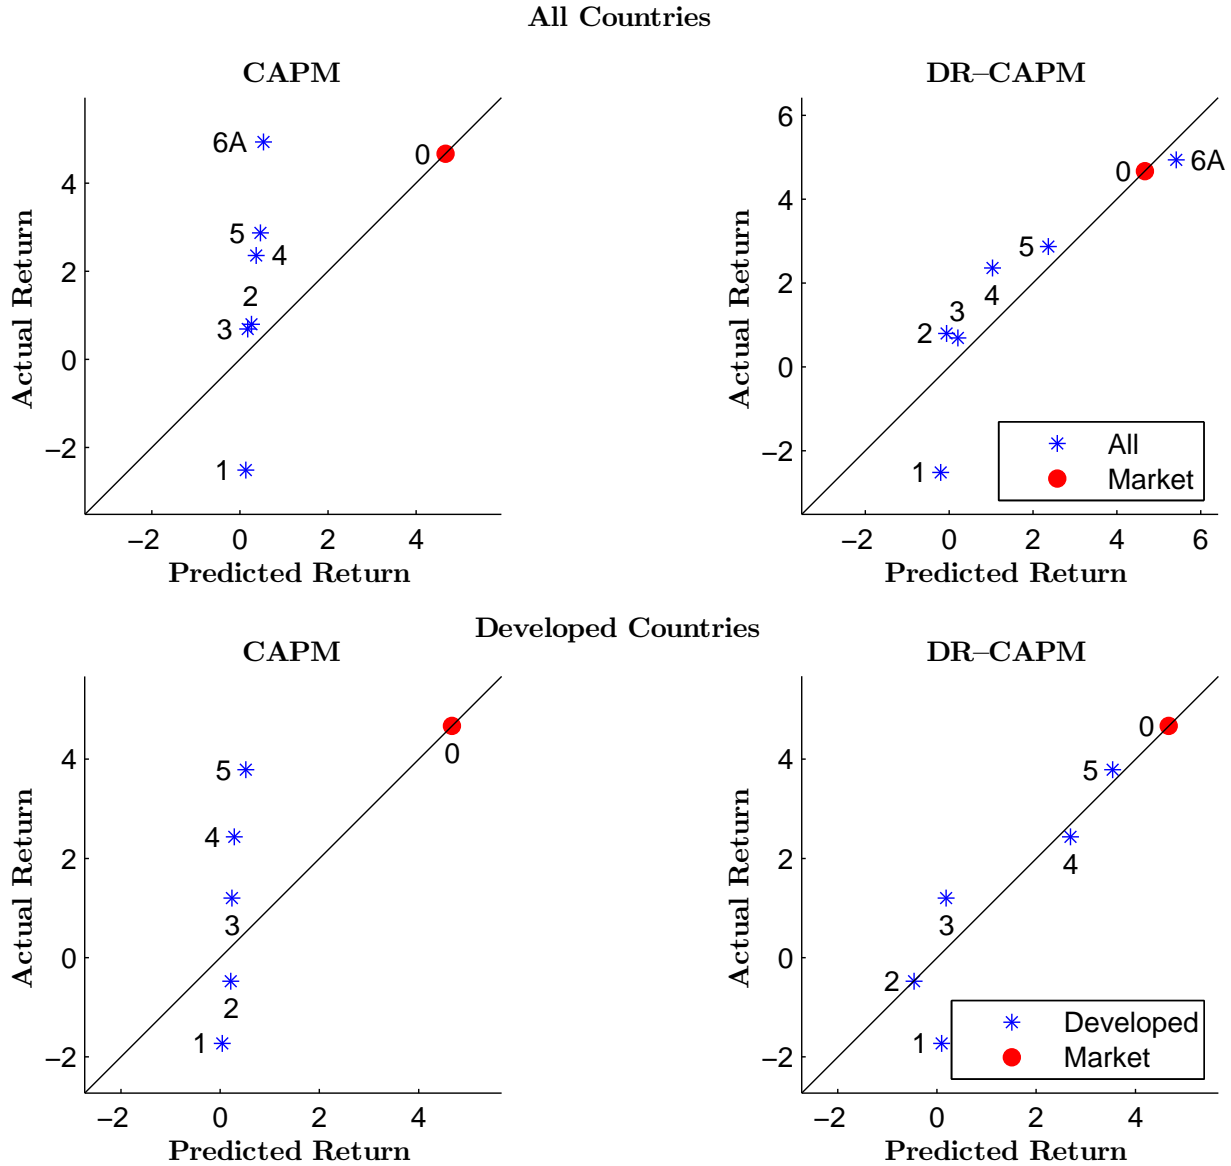 All Countries
CAPM
6A
0
5
4
2
3
1
4
2
0
−2
−2
0
2
4
Actual Return
Predicted Return
DR–CAPM
6A
0
5
4
3
2
1
6
4
2
0
−2
−2
0
2
4
6
Actual Return
Predicted Return
All
Market
Developed Countries
CAPM
0
5
4
3
2
1
4
2
0
−2
−2
0
2
4
Actual Return
Predicted Return
DR–CAPM
0
5
4
3
2
1
4
2
0
−2
−2
0
2
4
Actual Return
Predicted Return
Developed
Market